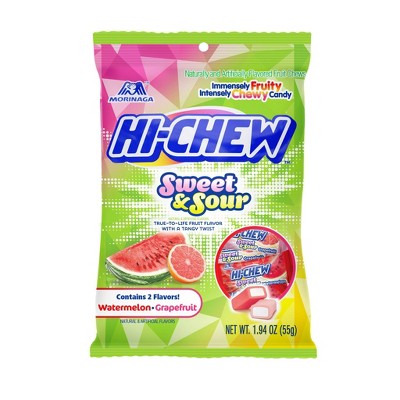 Naturally and Artificially Flavored Fruit Chews
Immensely Fruity
Intensely Chewy Candy
MORINAGA
HI-CHEW
Sweet
& Sour
TRUE-TO-LIFE FRUIT FLAVOR
WITH A TANGY TWIST
HI-CHEW
Sweet
& Sour
HI-CHEW
Contains 2 Flavors!
Watermelon • Grapefruit
NATURAL & ARTIFICIAL FLAVORS
NET WT. 1.94 OZ (55g)